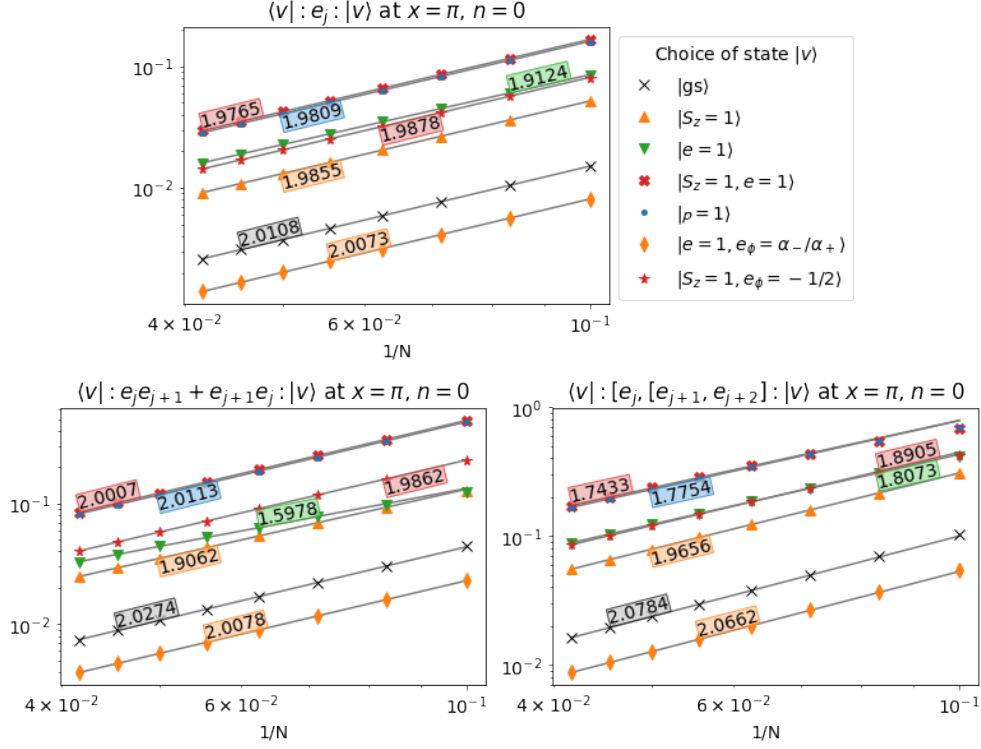 ⟨v| : e_j : |v⟩ at x = π, n = 0
10^{-1}
10^{-2}
1.9765
1.9809
1.9124
1.9878
1.9855
2.0108
2.0073
4 × 10^{-2}
6 × 10^{-2}
10^{-1}
1/N
Choice of state |v⟩
|gs⟩
|S_z = 1⟩
|e = 1⟩
|S_z = 1, e = 1⟩
|_P = 1⟩
|e = 1, e_ϕ = α_−/α_+⟩
|S_z = 1, e_ϕ = − 1/2⟩
⟨v| : e_j e_{j+1} + e_{j+1} e_j : |v⟩ at x = π, n = 0
10^{-1}
10^{-2}
2.0007
2.0113
1.9862
1.5978
1.9062
2.0274
2.0078
4 × 10^{-2}
6 × 10^{-2}
10^{-1}
1/N
⟨v| : [e_j, [e_{j+1}, e_{j+2}] : |v⟩ at x = π, n = 0
10^{0}
10^{-1}
10^{-2}
1.7433
1.7754
1.8905
1.8073
1.9656
2.0784
2.0662
4 × 10^{-2}
6 × 10^{-2}
10^{-1}
1/N